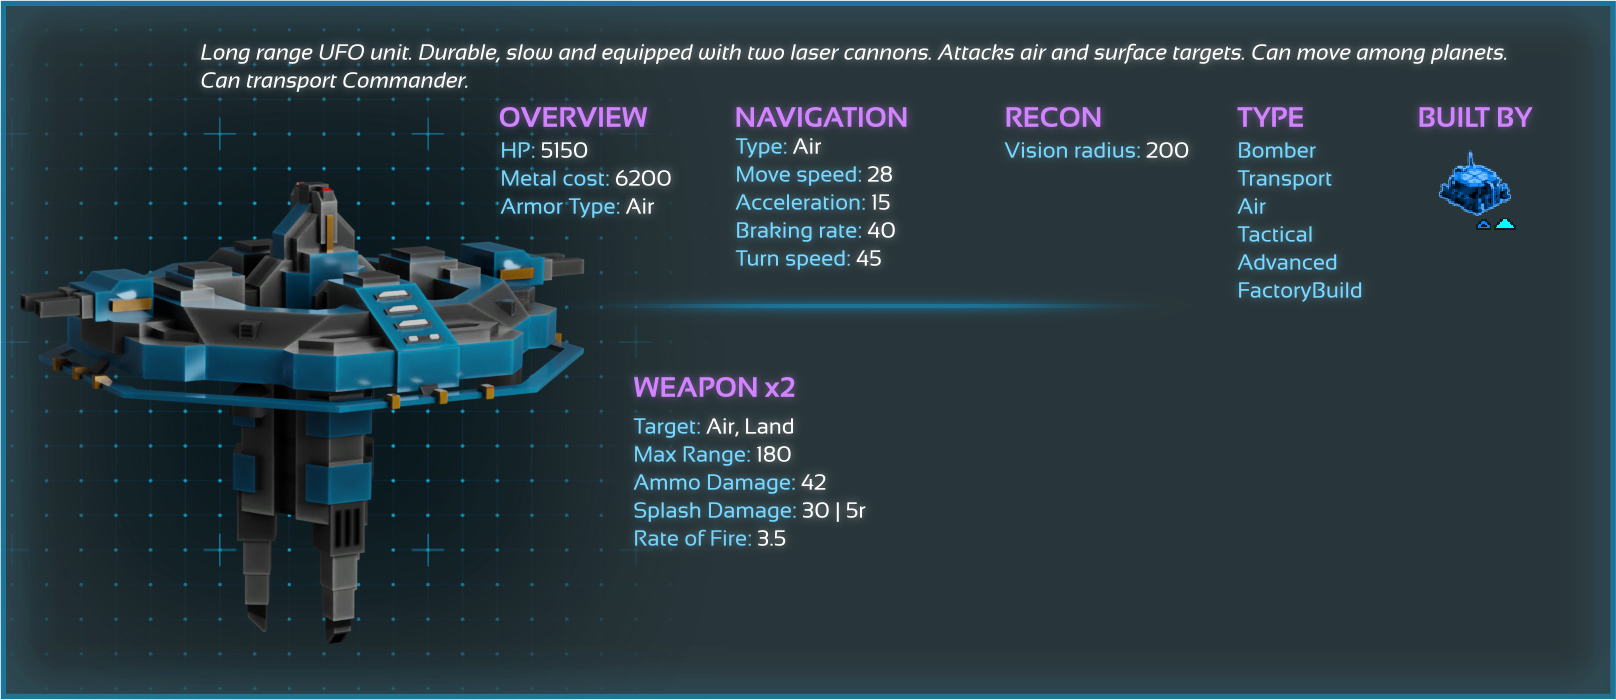 Long range UFO unit. Durable, slow and equipped with two laser cannons. Attacks air and surface targets. Can move among planets.
Can transport Commander.
OVERVIEW
HP: 5150
Metal cost: 6200
Armor Type: Air
NAVIGATION
Type: Air
Move speed: 28
Acceleration: 15
Braking rate: 40
Turn speed: 45
RECON
Vision radius: 200
TYPE
Bomber
Transport
Air
Tactical
Advanced
FactoryBuild
BUILT BY
WEAPON x2
Target: Air, Land
Max Range: 180
Ammo Damage: 42
Splash Damage: 30 | 5r
Rate of Fire: 3.5